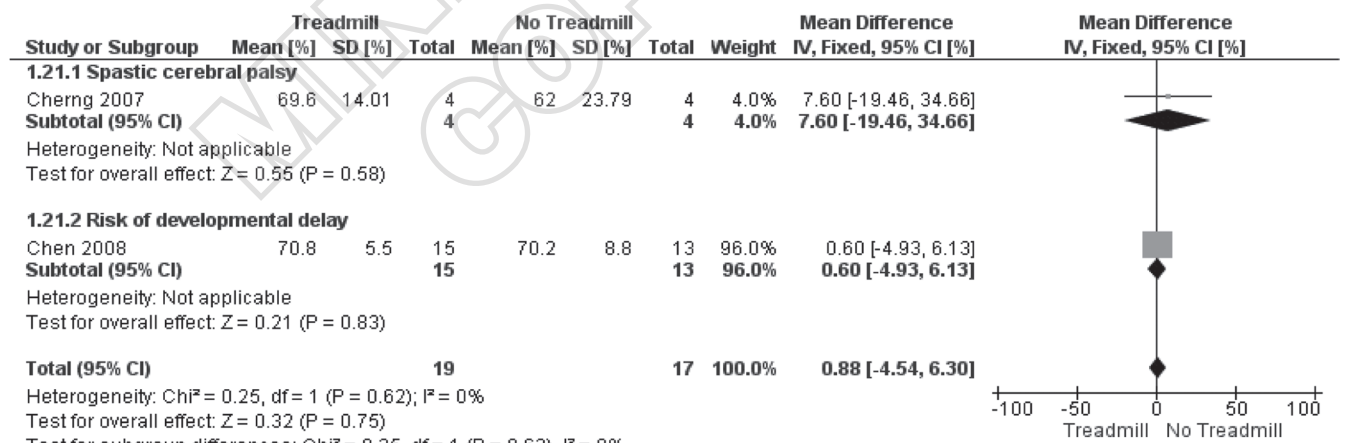 Treadmill No Treadmill Mean Difference Mean Difference
Study or Subgroup Mean [%] SD [%] Total Mean [%] SD [%] Total Weight IV, Fixed, 95% CI [%] IV, Fixed, 95% CI [%]
1.21.1 Spastic cerebral palsy
Cherng 2007 69.6 14.01 4 62 23.79 4 4.0% 7.60 [-19.46, 34.66]
Subtotal (95% CI) 4 4 4.0% 7.60 [-19.46, 34.66]
Heterogeneity: Not applicable
Test for overall effect: Z = 0.55 (P = 0.58)
1.21.2 Risk of developmental delay
Chen 2008 70.8 5.5 15 70.2 8.8 13 96.0% 0.60 [-4.93, 6.13]
Subtotal (95% CI) 15 13 96.0% 0.60 [-4.93, 6.13]
Heterogeneity: Not applicable
Test for overall effect: Z = 0.21 (P = 0.83)
Total (95% CI) 19 17 100.0% 0.88 [-4.54, 6.30]
Heterogeneity: Chi² = 0.25, df = 1 (P = 0.62); I² = 0%
Test for overall effect: Z = 0.32 (P = 0.75)
-100 -50 0 50 100
Treadmill No Treadmill